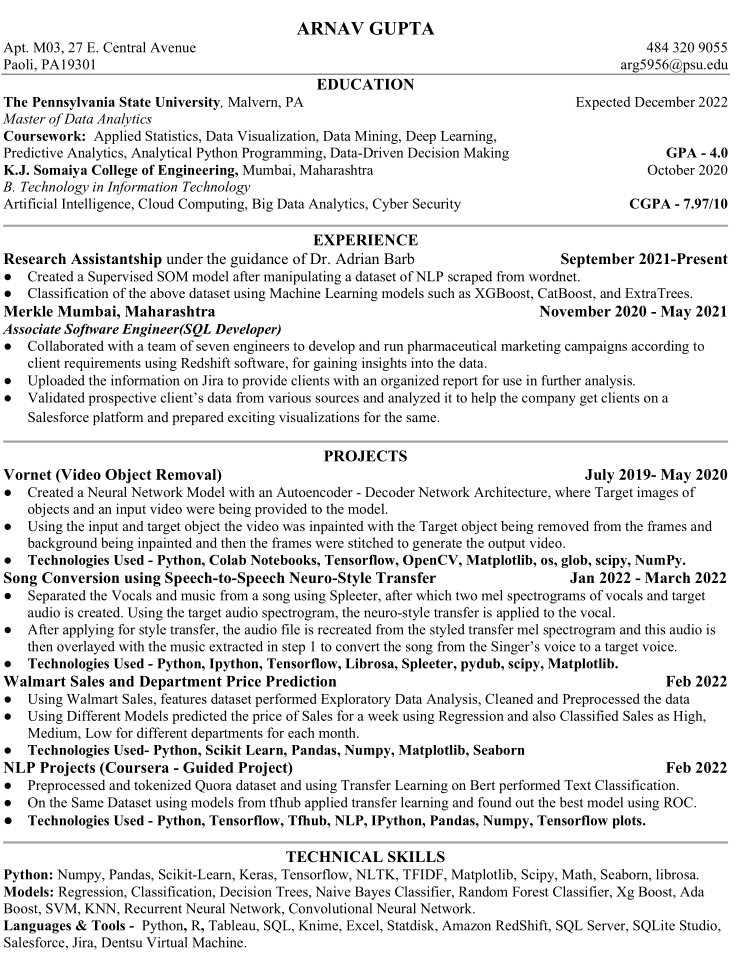 ARNAV GUPTA
Apt. M03, 27 E. Central Avenue 484 320 9055
Paoli, PA19301 arg5956@psu.edu
EDUCATION
The Pennsylvania State University, Malvern, PA Expected December 2022
Master of Data Analytics
Coursework: Applied Statistics, Data Visualization, Data Mining, Deep Learning,
Predictive Analytics, Analytical Python Programming, Data-Driven Decision Making GPA - 4.0
K.J. Somaiya College of Engineering, Mumbai, Maharashtra October 2020
B. Technology in Information Technology
Artificial Intelligence, Cloud Computing, Big Data Analytics, Cyber Security CGPA - 7.97/10
EXPERIENCE
Research Assistantship under the guidance of Dr. Adrian Barb September 2021-Present
● Created a Supervised SOM model after manipulating a dataset of NLP scraped from wordnet.
● Classification of the above dataset using Machine Learning models such as XGBoost, CatBoost, and ExtraTrees.
Merkle Mumbai, Maharashtra November 2020 - May 2021
Associate Software Engineer(SQL Developer)
● Collaborated with a team of seven engineers to develop and run pharmaceutical marketing campaigns according to
client requirements using Redshift software, for gaining insights into the data.
● Uploaded the information on Jira to provide clients with an organized report for use in further analysis.
● Validated prospective client's data from various sources and analyzed it to help the company get clients on a
Salesforce platform and prepared exciting visualizations for the same.
PROJECTS
Vornet (Video Object Removal) July 2019- May 2020
● Created a Neural Network Model with an Autoencoder - Decoder Network Architecture, where Target images of
objects and an input video were being provided to the model.
● Using the input and target object the video was inpainted with the Target object being removed from the frames and
background being inpainted and then the frames were stitched to generate the output video.
● Technologies Used - Python, Colab Notebooks, Tensorflow, OpenCV, Matplotlib, os, glob, scipy, NumPy.
Song Conversion using Speech-to-Speech Neuro-Style Transfer Jan 2022 - March 2022
● Separated the Vocals and music from a song using Spleeter, after which two mel spectrograms of vocals and target
audio is created. Using the target audio spectrogram, the neuro-style transfer is applied to the vocal.
● After applying for style transfer, the audio file is recreated from the styled transfer mel spectrogram and this audio is
then overlayed with the music extracted in step 1 to convert the song from the Singer's voice to a target voice.
● Technologies Used - Python, Ipython, Tensorflow, Librosa, Spleeter, pydub, scipy, Matplotlib.
Walmart Sales and Department Price Prediction Feb 2022
● Using Walmart Sales, features dataset performed Exploratory Data Analysis, Cleaned and Preprocessed the data
● Using Different Models predicted the price of Sales for a week using Regression and also Classified Sales as High,
Medium, Low for different departments for each month.
● Technologies Used- Python, Scikit Learn, Pandas, Numpy, Matplotlib, Seaborn
NLP Projects (Coursera - Guided Project) Feb 2022
● Preprocessed and tokenized Quora dataset and using Transfer Learning on Bert performed Text Classification.
● On the Same Dataset using models from tfhub applied transfer learning and found out the best model using ROC.
● Technologies Used - Python, Tensorflow, Tfhub, NLP, IPython, Pandas, Numpy, Tensorflow plots.
TECHNICAL SKILLS
Python: Numpy, Pandas, Scikit-Learn, Keras, Tensorflow, NLTK, TFIDF, Matplotlib, Scipy, Math, Seaborn, librosa.
Models: Regression, Classification, Decision Trees, Naive Bayes Classifier, Random Forest Classifier, Xg Boost, Ada
Boost, SVM, KNN, Recurrent Neural Network, Convolutional Neural Network.
Languages & Tools - Python, R, Tableau, SQL, Knime, Excel, Statdisk, Amazon RedShift, SQL Server, SQLite Studio,
Salesforce, Jira, Dentsu Virtual Machine.